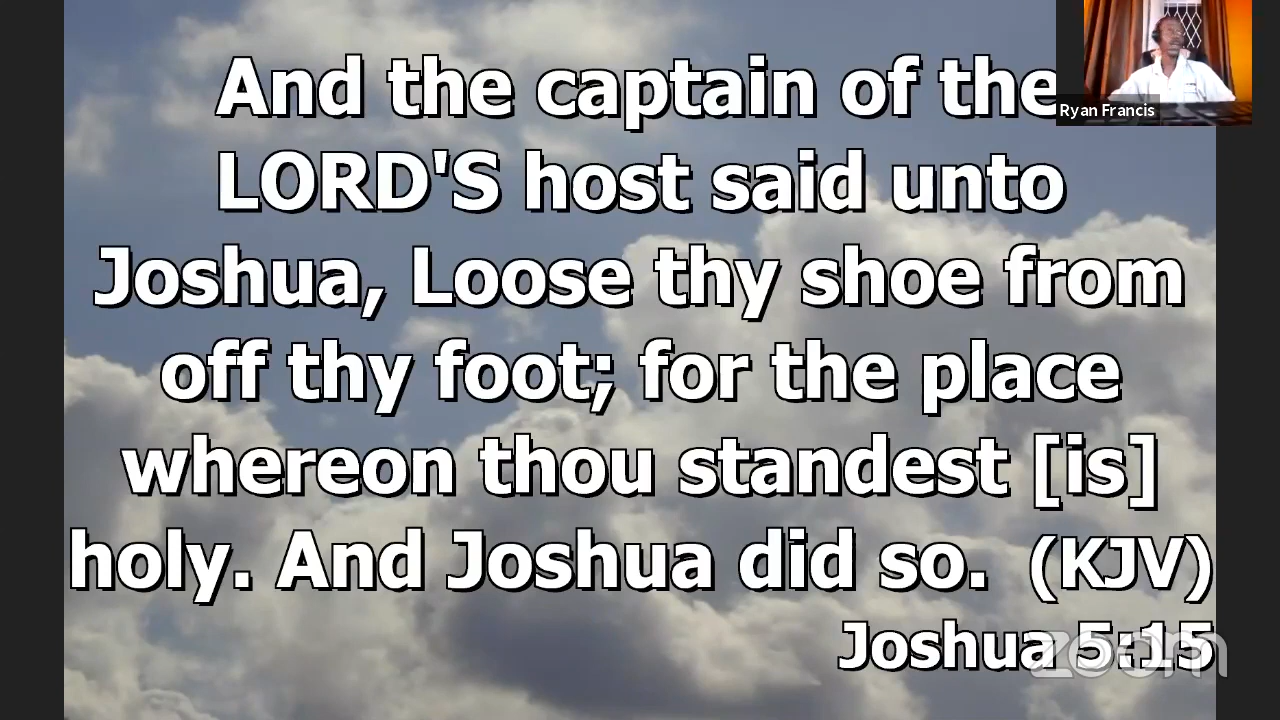 And the captain of the
LORD'S host said unto
Joshua, Loose thy shoe from
off thy foot; for the place
whereon thou standest [is]
holy. And Joshua did so. (KJV)
Joshua 5:15
Ryan Francis
zoom